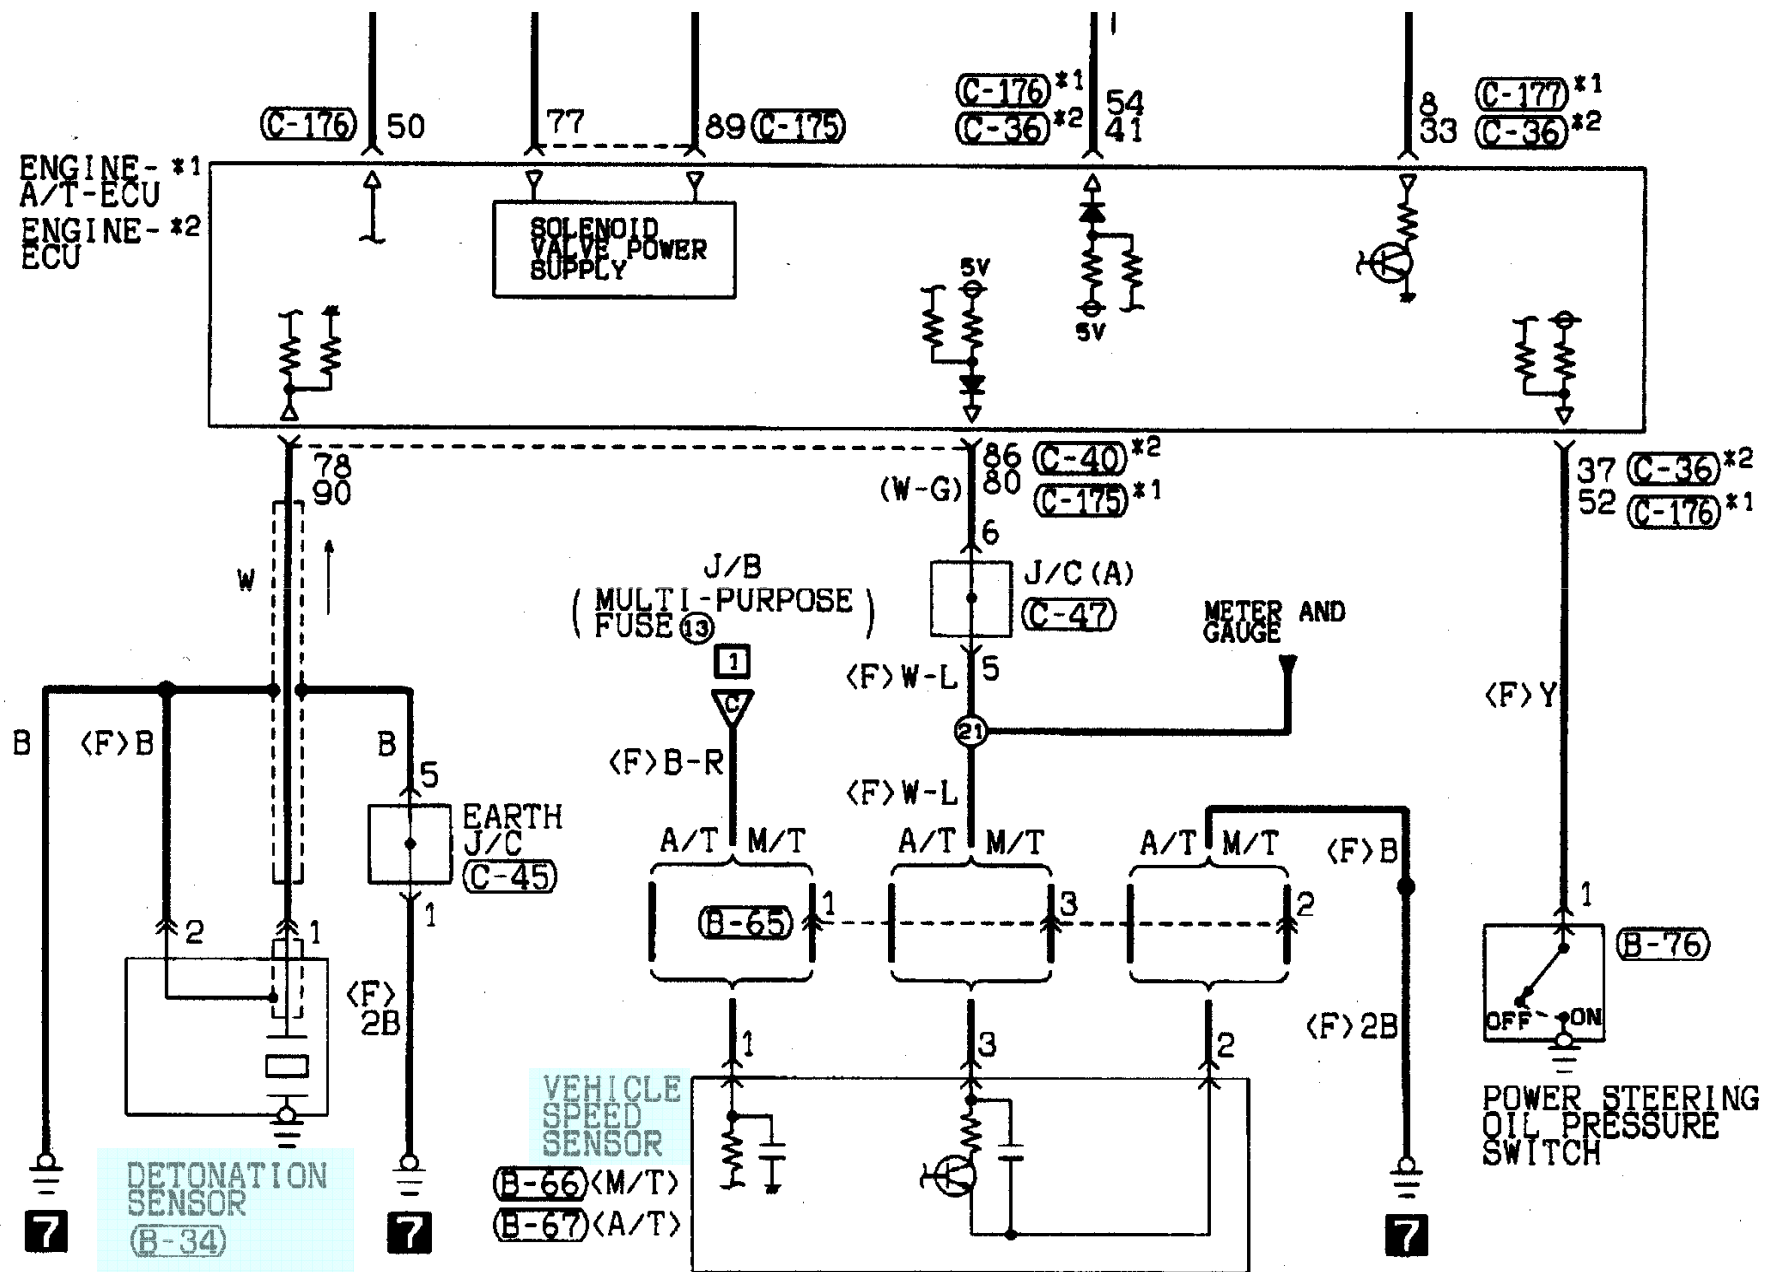 (C-176) 50
77
89 (C-175)
(C-176)*1 54
(C-36)*2 41
8 (C-177)*1
33 (C-36)*2
ENGINE- *1
A/T-ECU
ENGINE- *2
ECU
SOLENOID
VALVE POWER
SUPPLY
5V
5V
78
90
86 (C-40)*2
(W-G) 80 (C-175)*1
37 (C-36)*2
52 (C-176)*1
W
6
J/C (A)
(C-47)
5
J/B
( MULTI-PURPOSE )
FUSE 13
1
C
METER AND
GAUGE
<F> W-L
21
<F> Y
B
<F> B
B
5
<F> B-R
<F> W-L
EARTH
J/C
(C-45)
1
A/T M/T
A/T M/T
A/T M/T
<F> B
(B-65) 1
3
2
2
1
1
(B-76)
OFF
ON
<F>
2B
<F> 2B
1
3
2
VEHICLE
SPEED
SENSOR
(B-66) <M/T>
(B-67) <A/T>
POWER STEERING
OIL PRESSURE
SWITCH
DETONATION
SENSOR
(B-34)
7
7
7